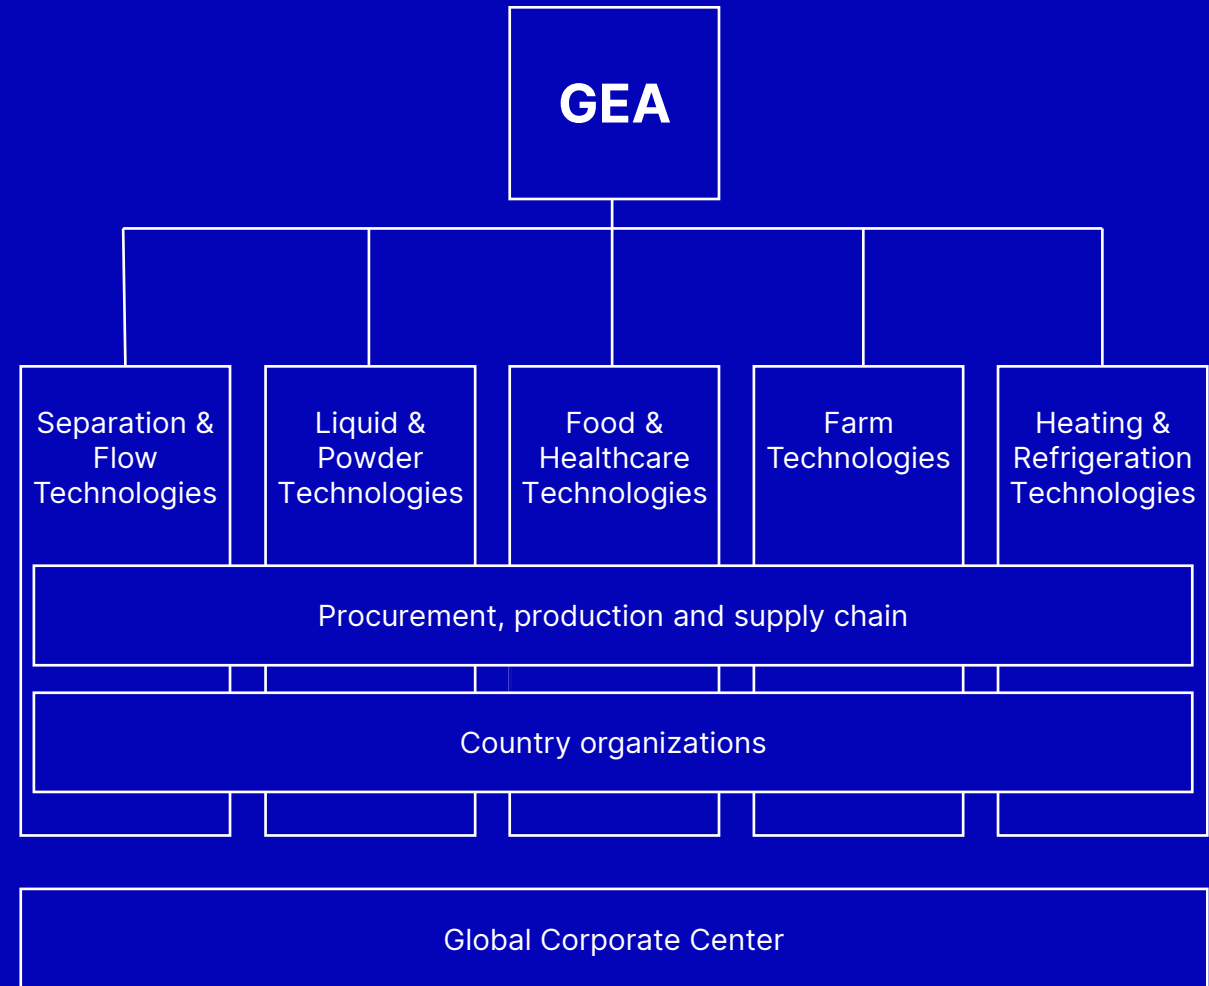 GEA
Separation &
Flow
Technologies
Liquid &
Powder
Technologies
Food &
Healthcare
Technologies
Farm
Technologies
Heating &
Refrigeration
Technologies
Procurement, production and supply chain
Country organizations
Global Corporate Center